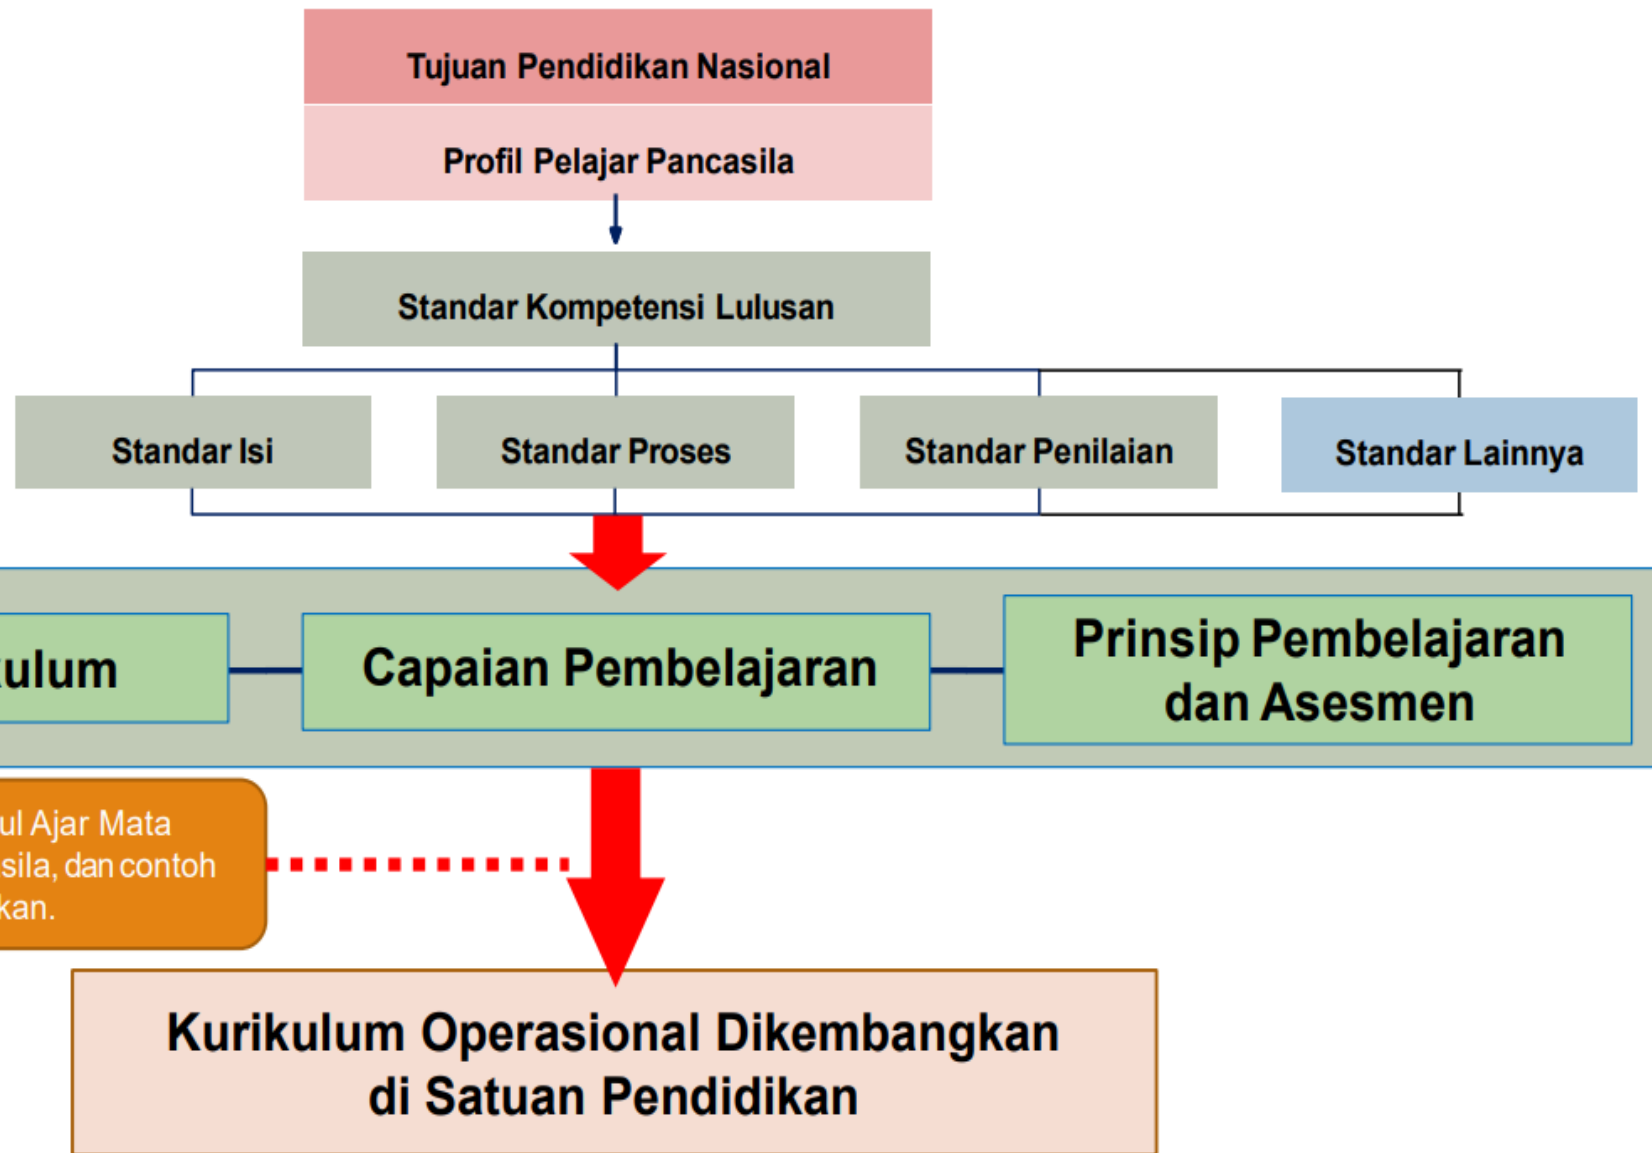 Tujuan Pendidikan Nasional
Profil Pelajar Pancasila
Standar Kompetensi Lulusan
Standar Isi
Standar Proses
Standar Penilaian
Standar Lainnya
kulum
Capaian Pembelajaran
Prinsip Pembelajaran
dan Asesmen
ul Ajar Mata
sila, dan contoh
kan.
Kurikulum Operasional Dikembangkan
di Satuan Pendidikan